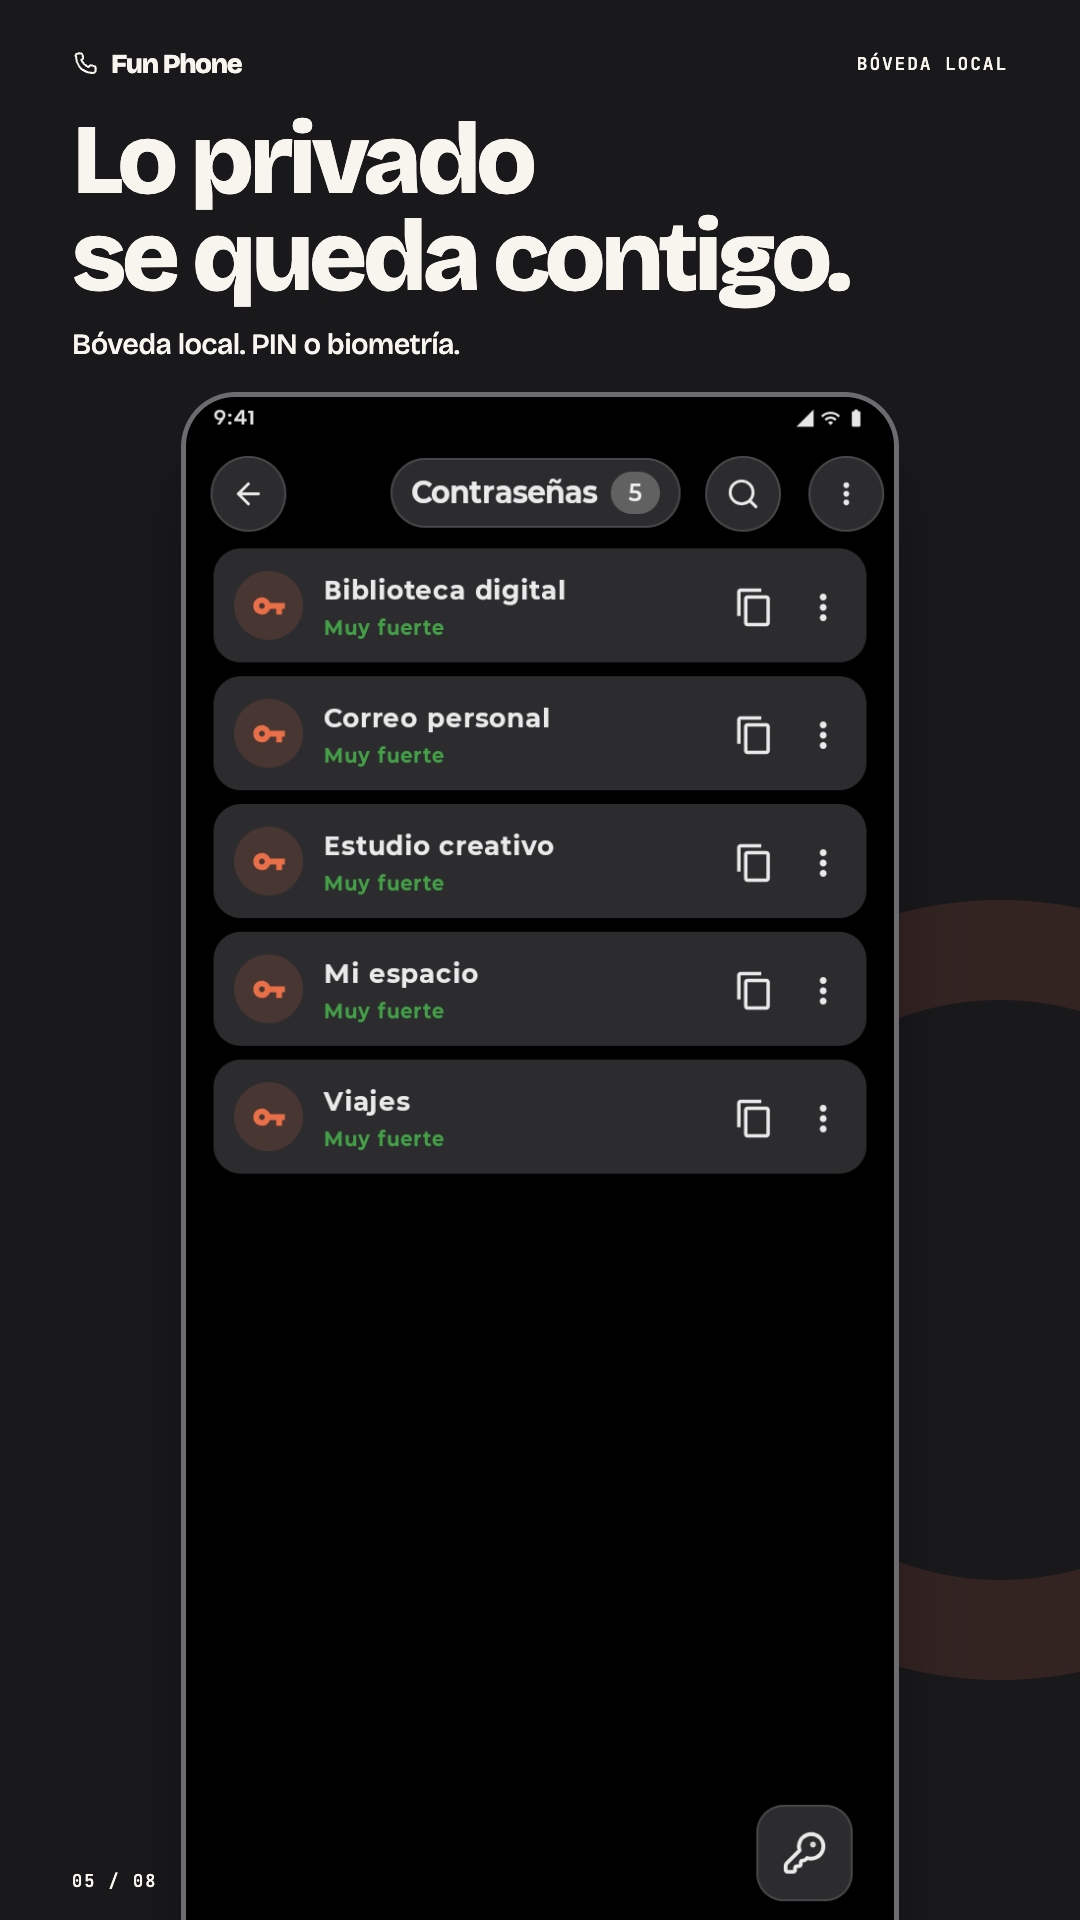 Fun Phone
BÓVEDA LOCAL
Lo privado
se queda contigo.
Bóveda local. PIN o biometría.
9:41
Contraseñas 5
Biblioteca digital
Muy fuerte
Correo personal
Muy fuerte
Estudio creativo
Muy fuerte
Mi espacio
Muy fuerte
Viajes
Muy fuerte
05 / 08